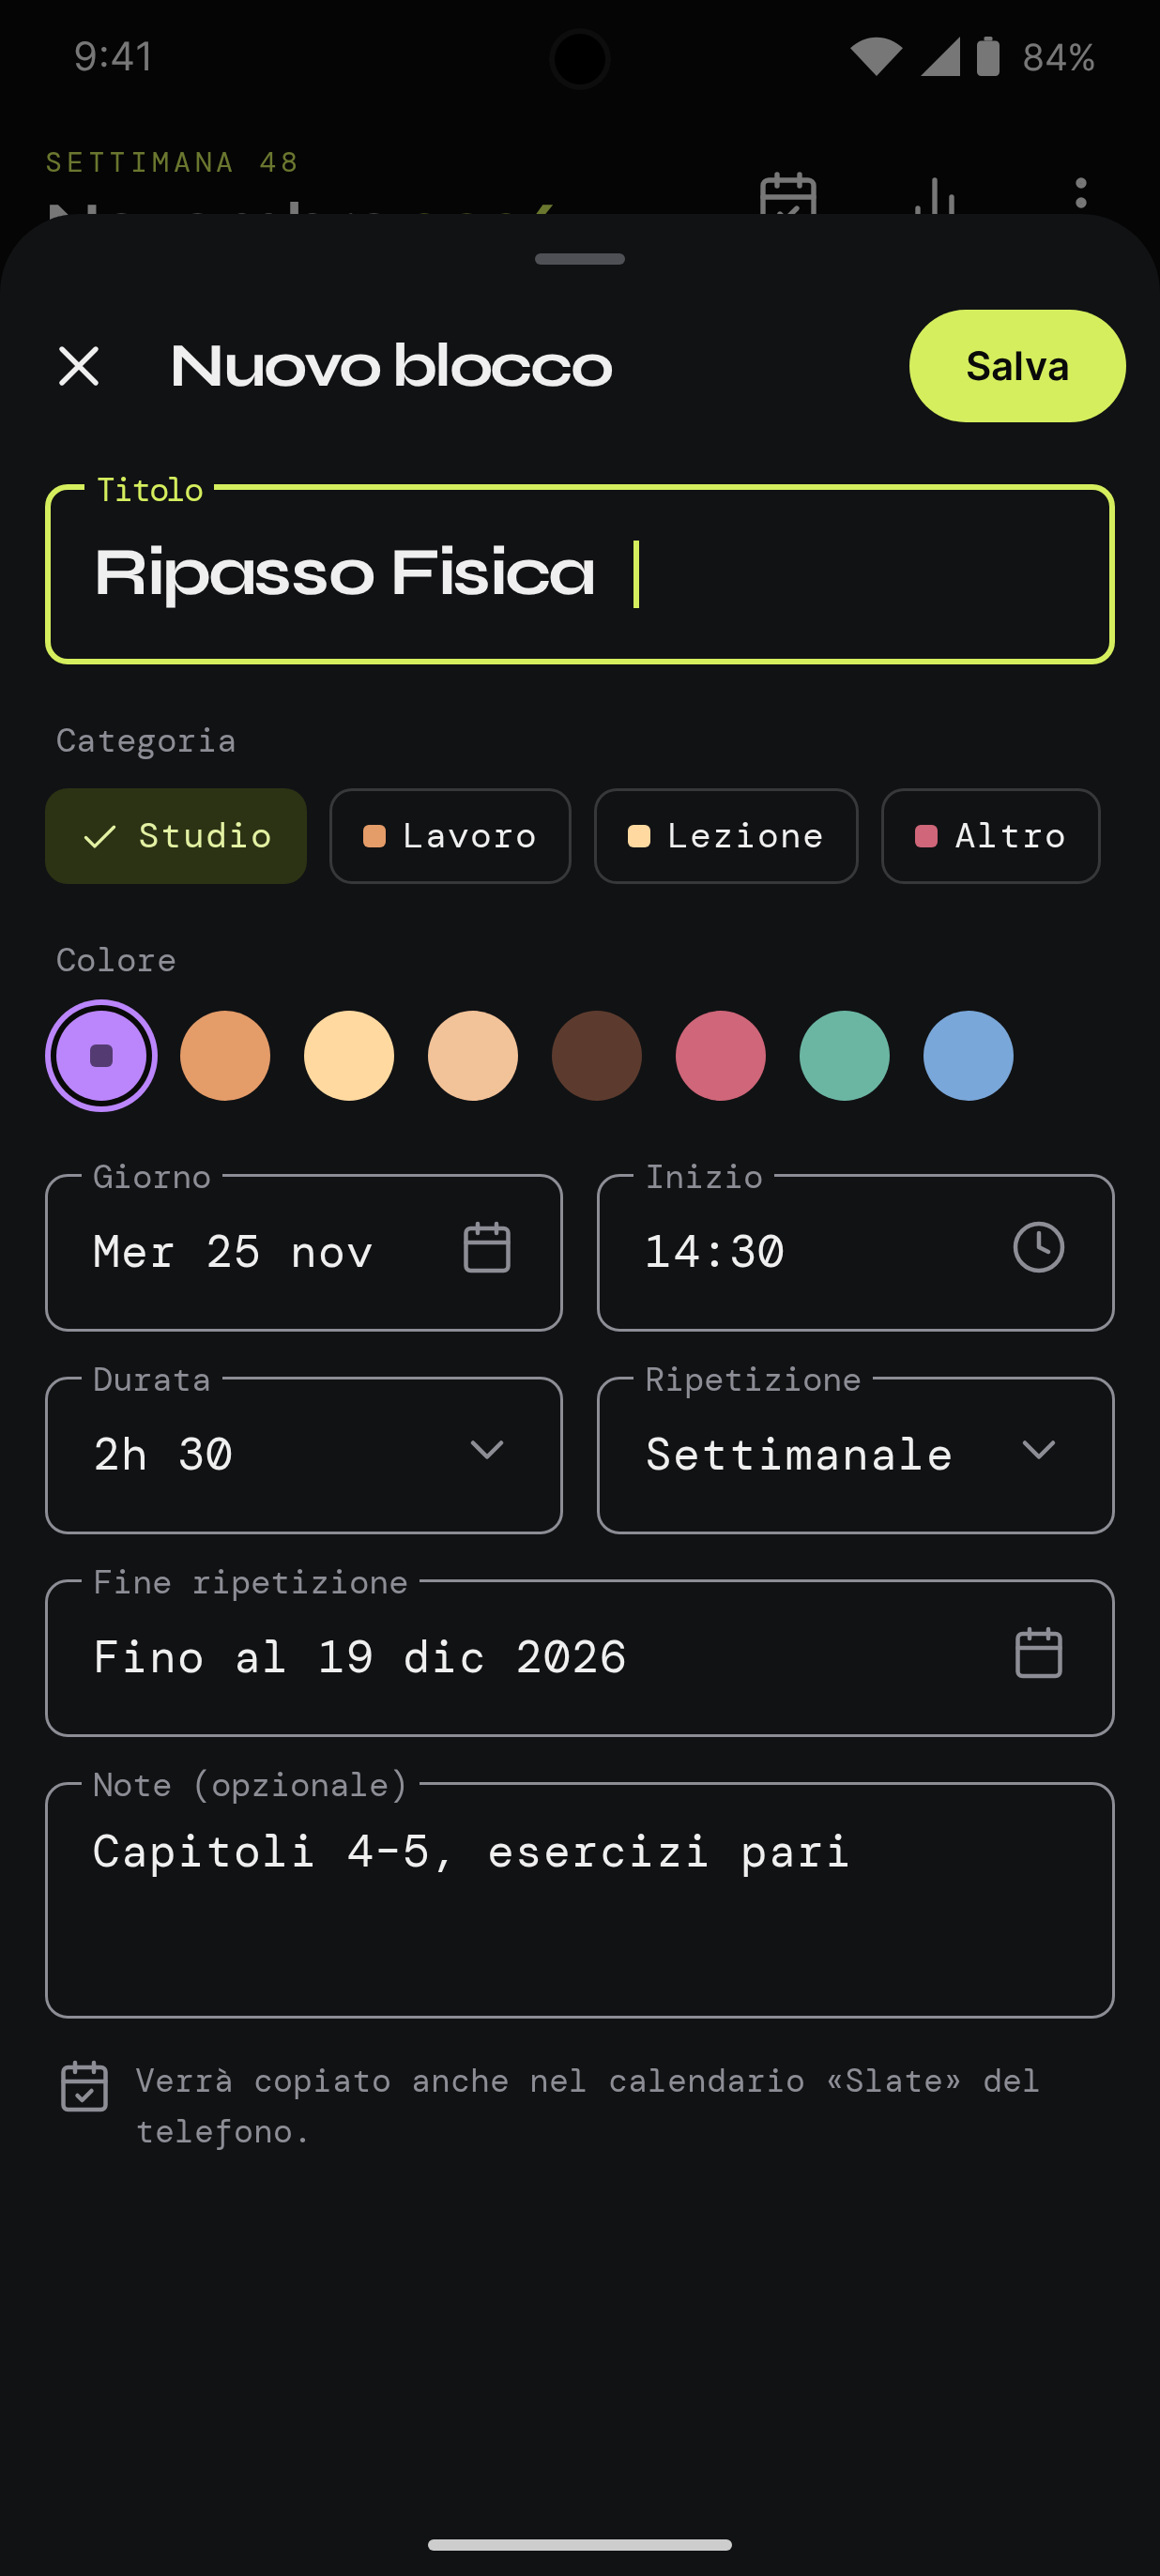 9:41
84%
SETTIMANA 48
Nuovo blocco
Salva
Titolo
Ripasso Fisica
Categoria
Studio
Lavoro
Lezione
Altro
Colore
Giorno
Inizio
Mer 25 nov
14:30
Durata
Ripetizione
2h 30
Settimanale
Fine ripetizione
Fino al 19 dic 2026
Note (opzionale)
Capitoli 4–5, esercizi pari
Verrà copiato anche nel calendario «Slate» del
telefono.